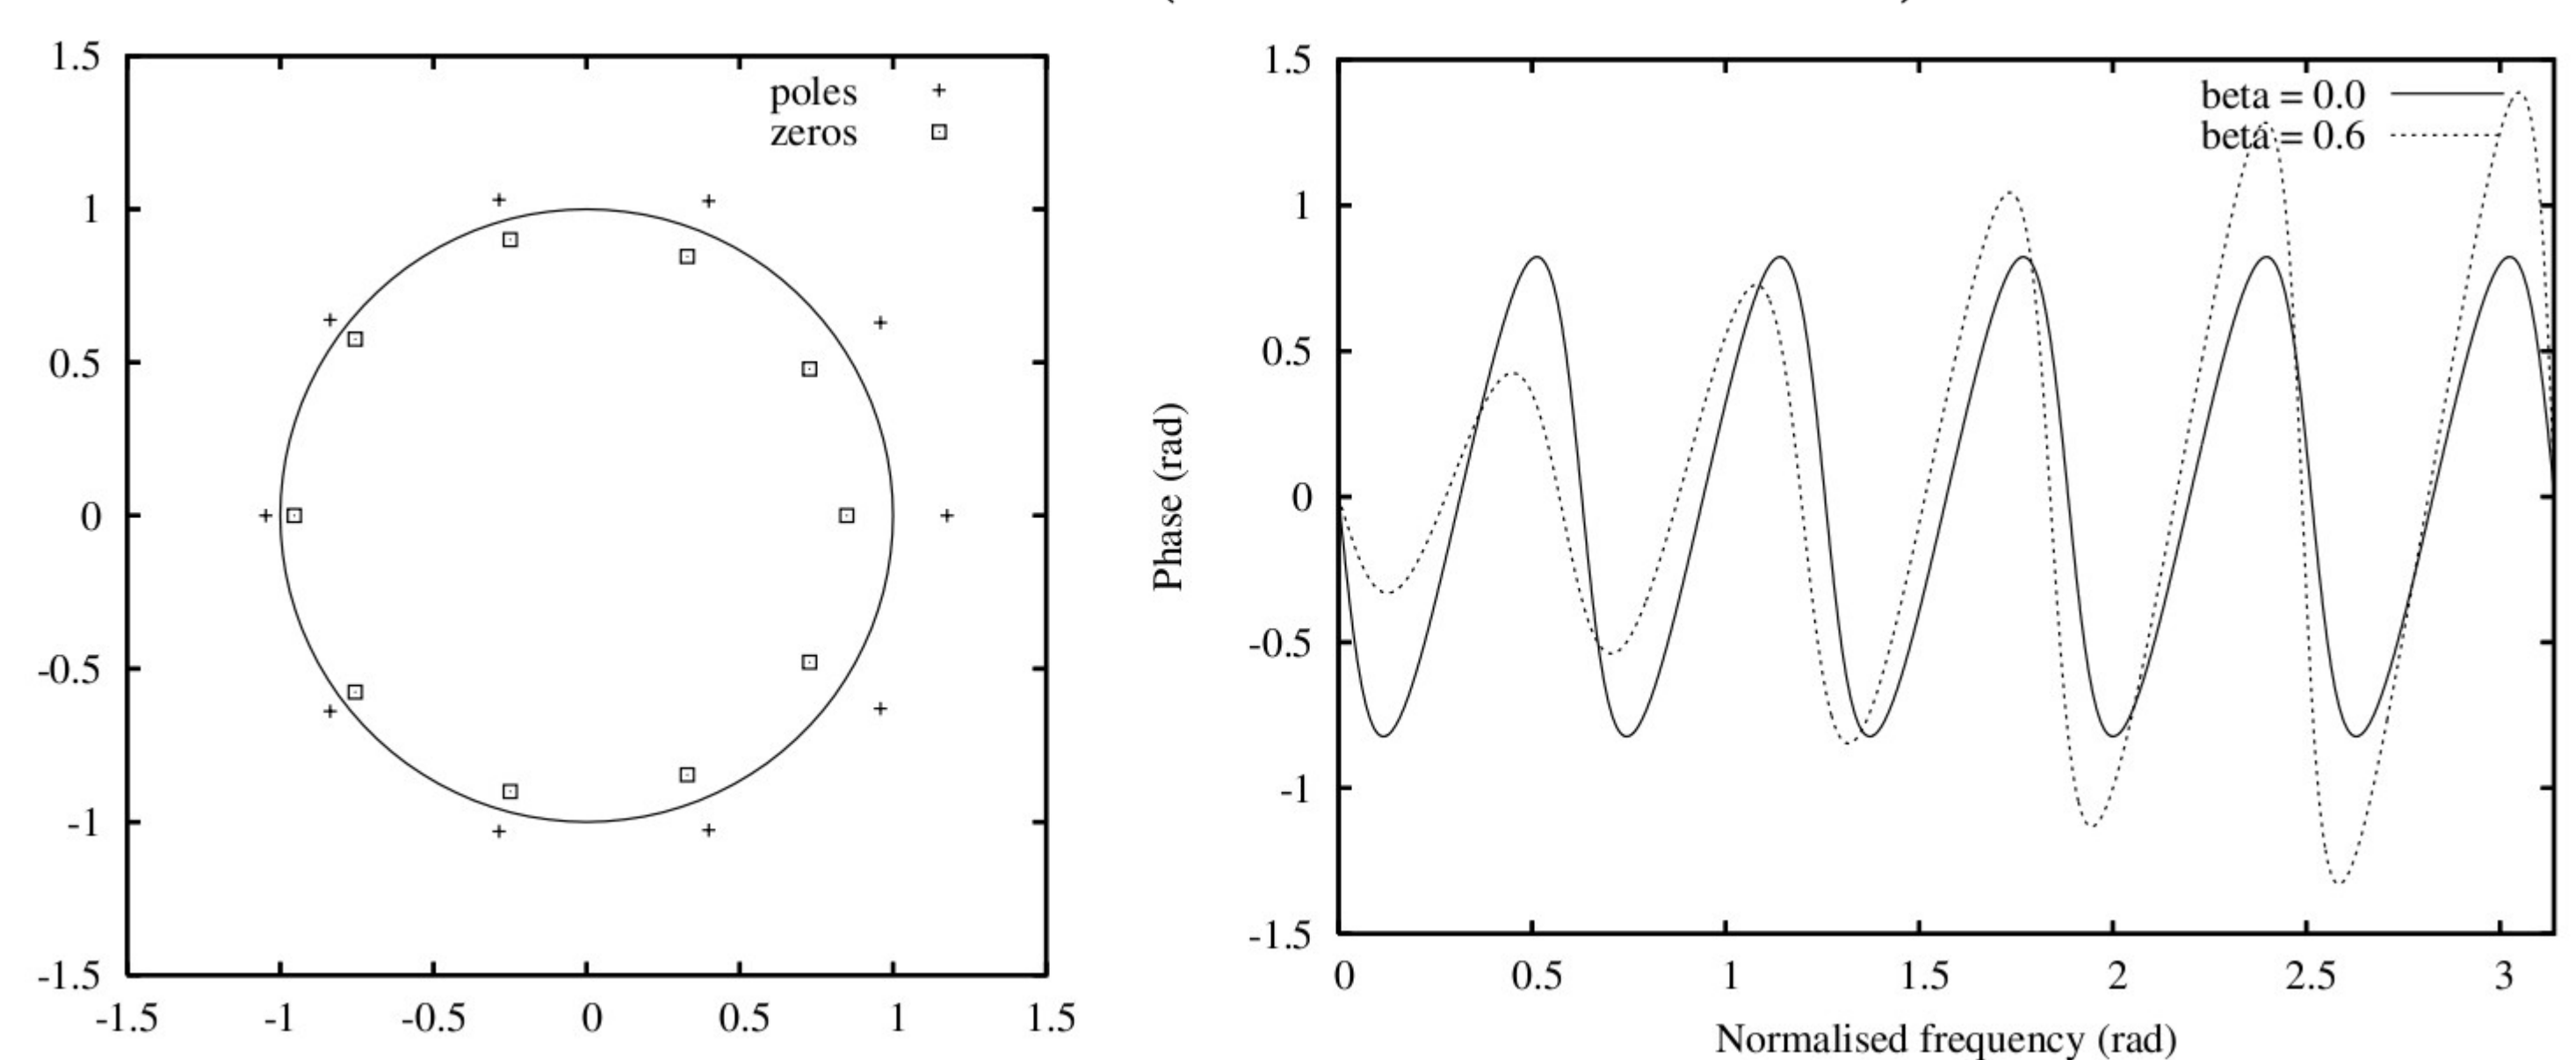 1.5
1
0.5
0
-0.5
-1
-1.5
-1.5 -1 -0.5 0 0.5 1 1.5
poles
zeros
1.5
1
0.5
0
-0.5
-1
-1.5
0 0.5 1 1.5 2 2.5 3
Phase (rad)
Normalised frequency (rad)
beta = 0.0
beta = 0.6